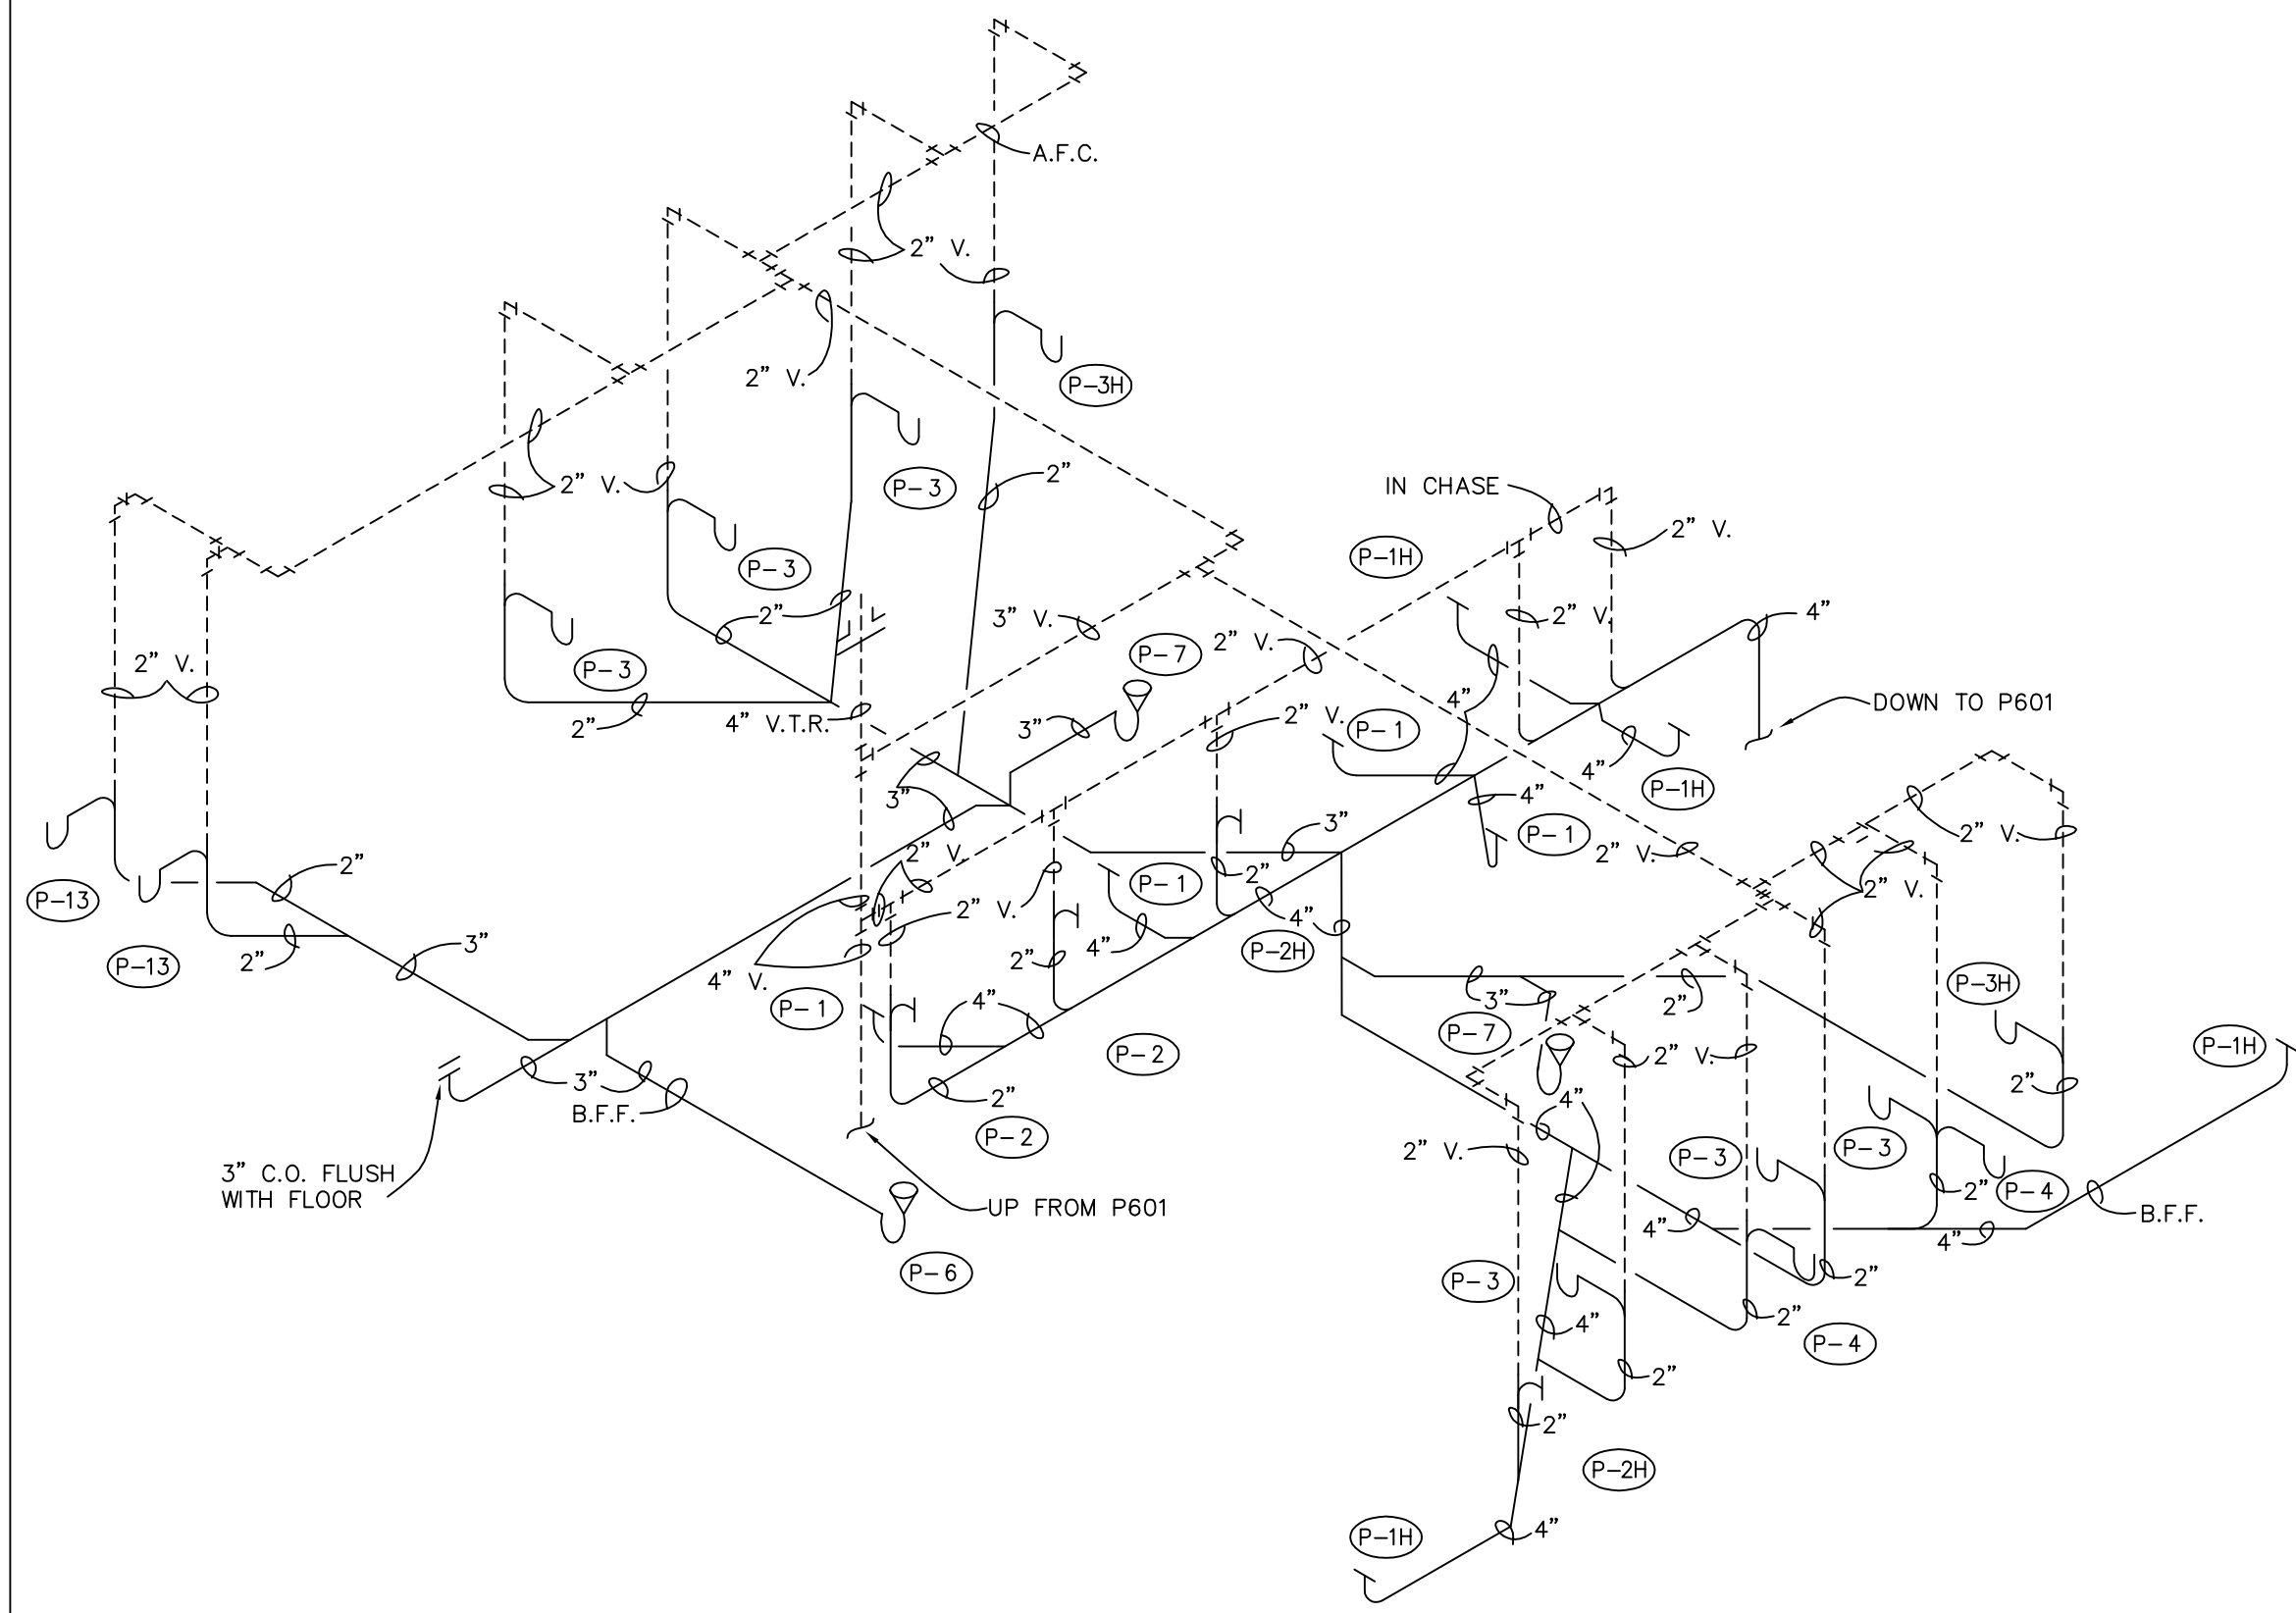 A.F.C.
2” V.
2” V.
P-3H
2” V.
P-3
2”
IN CHASE
2” V.
P-1H
P-3
2”
3” V.
2” V.
2” V.
4”
P-7
2” V.
P-3
4”
DOWN TO P601
2”
4” V.T.R.
3”
2” V.
P-1
4”
P-1H
3”
4”
3”
P-1
2” V.
2” V.
2” V.
2”
P-1
2”
2” V.
P-13
2” V.
4”
3”
4”
P-2H
2”
2”
P-13
4” V.
P-1
4”
3”
2”
P-3H
P-7
P-1H
P-2
2” V.
2”
3”
B.F.F.
2”
4”
P-2
2” V.
P-3
P-3
3” C.O. FLUSH
WITH FLOOR
2”
P-4
UP FROM P601
B.F.F.
4”
4”
P-6
P-3
2”
4”
2”
P-4
2”
2”
P-2H
4”
P-1H